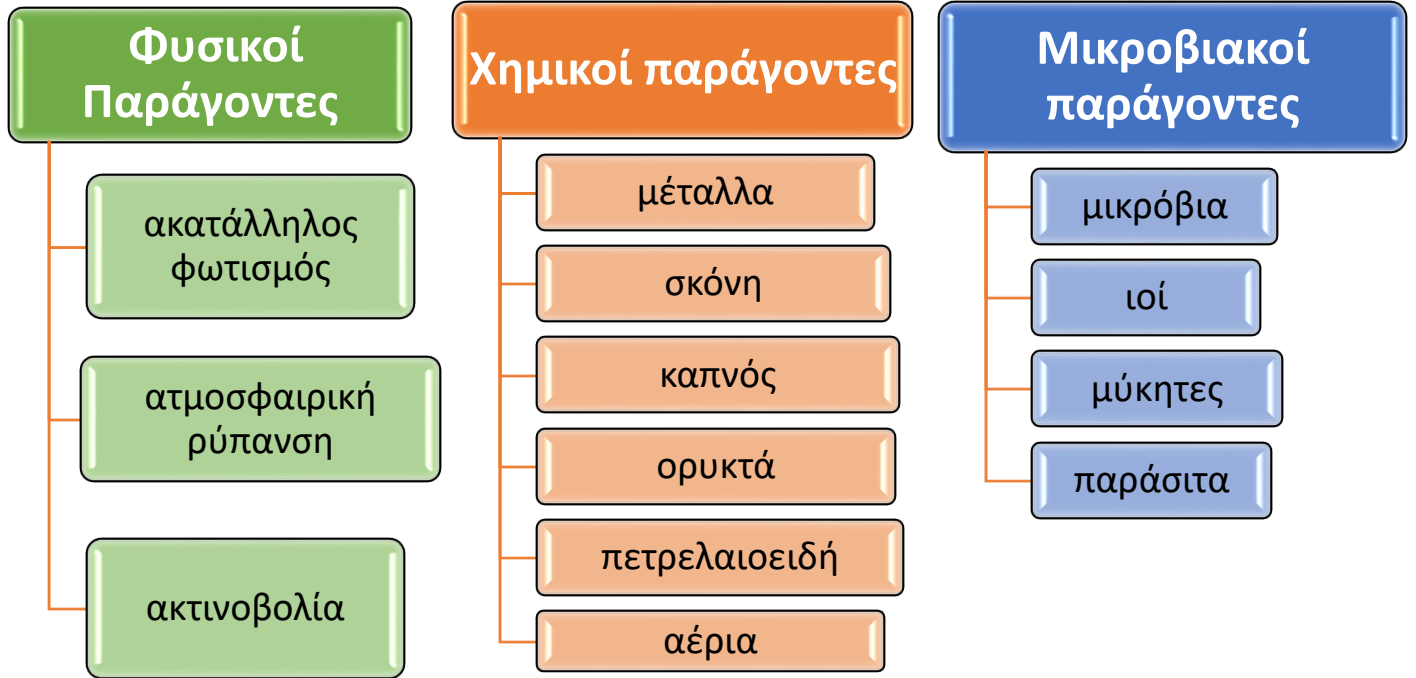 Φυσικοί
Παράγοντες
ακατάλληλος
φωτισμός
ατμοσφαιρική
ρύπανση
ακτινοβολία
Χημικοί παράγοντες
μέταλλα
σκόνη
καπνός
ορυκτά
πετρελαιοειδή
αέρια
Μικροβιακοί
παράγοντες
μικρόβια
ιοί
μύκητες
παράσιτα